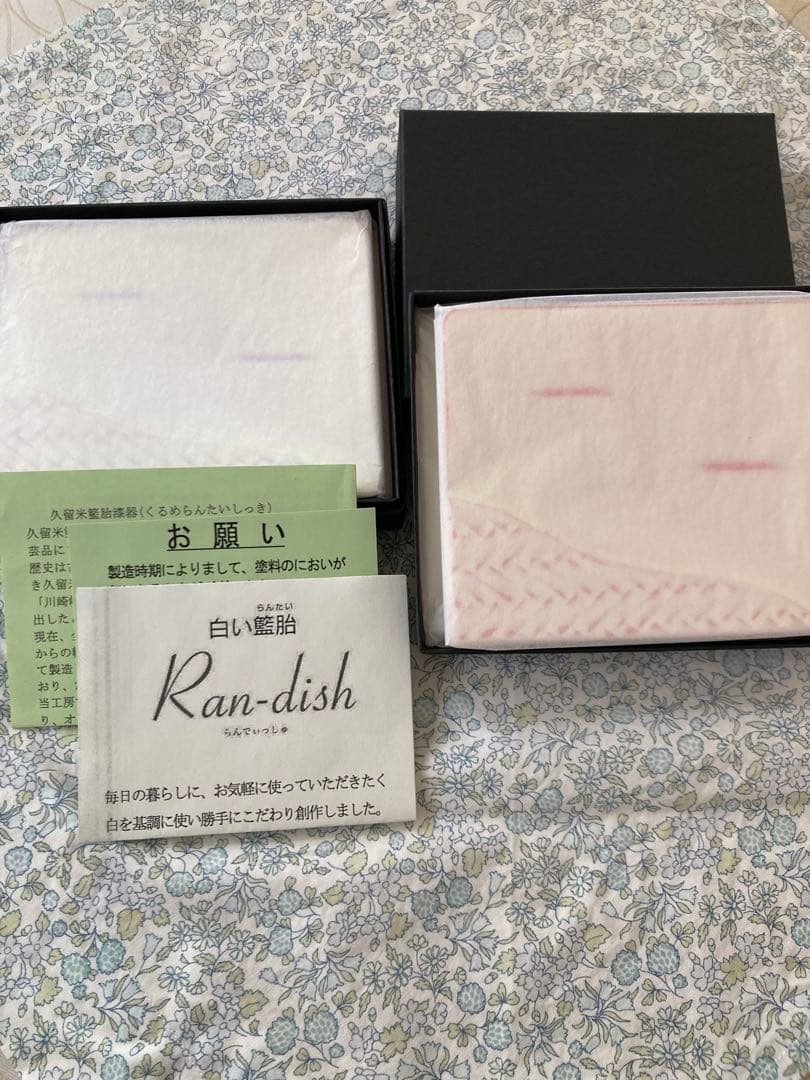 久留米籃胎漆器(くるめらんたいしっき)
久留米
芸品に
歴史は
き久留
「川崎
出した
現在、
からの
て製造
おり、
当工房
り、オ
お願い
製造時期によりまして、塗料のにおいが
らんたい
白い籃胎
Ran-dish
らんでぃっしゅ
毎日の暮らしに、お気軽に使っていただきたく
白を基調に使い勝手にこだわり創作しました。